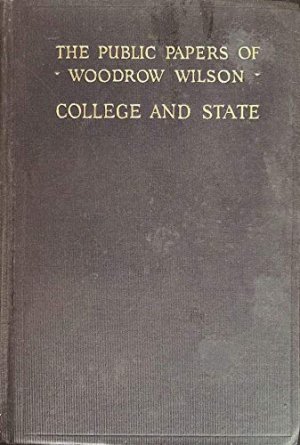 THE PUBLIC PAPERS OF
- WOODROW WILSON -
COLLEGE AND STATE